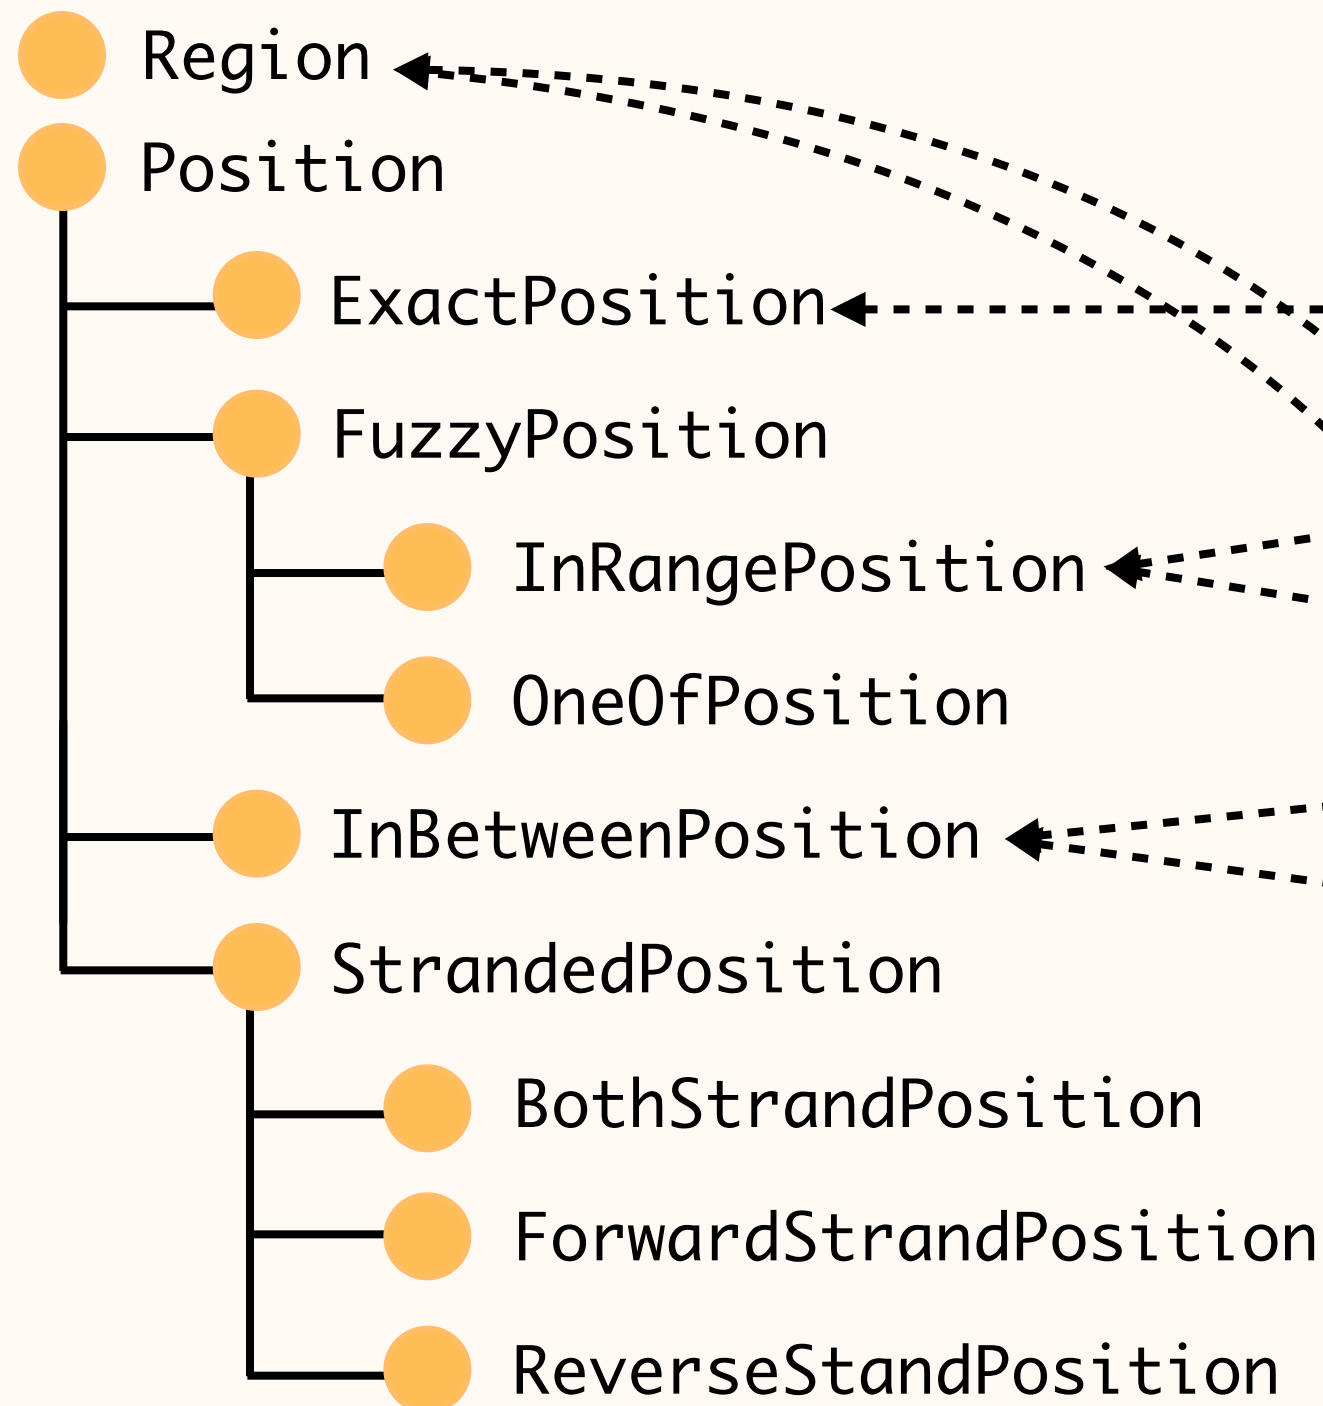 Region
Position
ExactPosition
FuzzyPosition
InRangePosition
OneOfPosition
InBetweenPosition
StrandedPosition
BothStrandPosition
ForwardStrandPosition
ReverseStandPosition